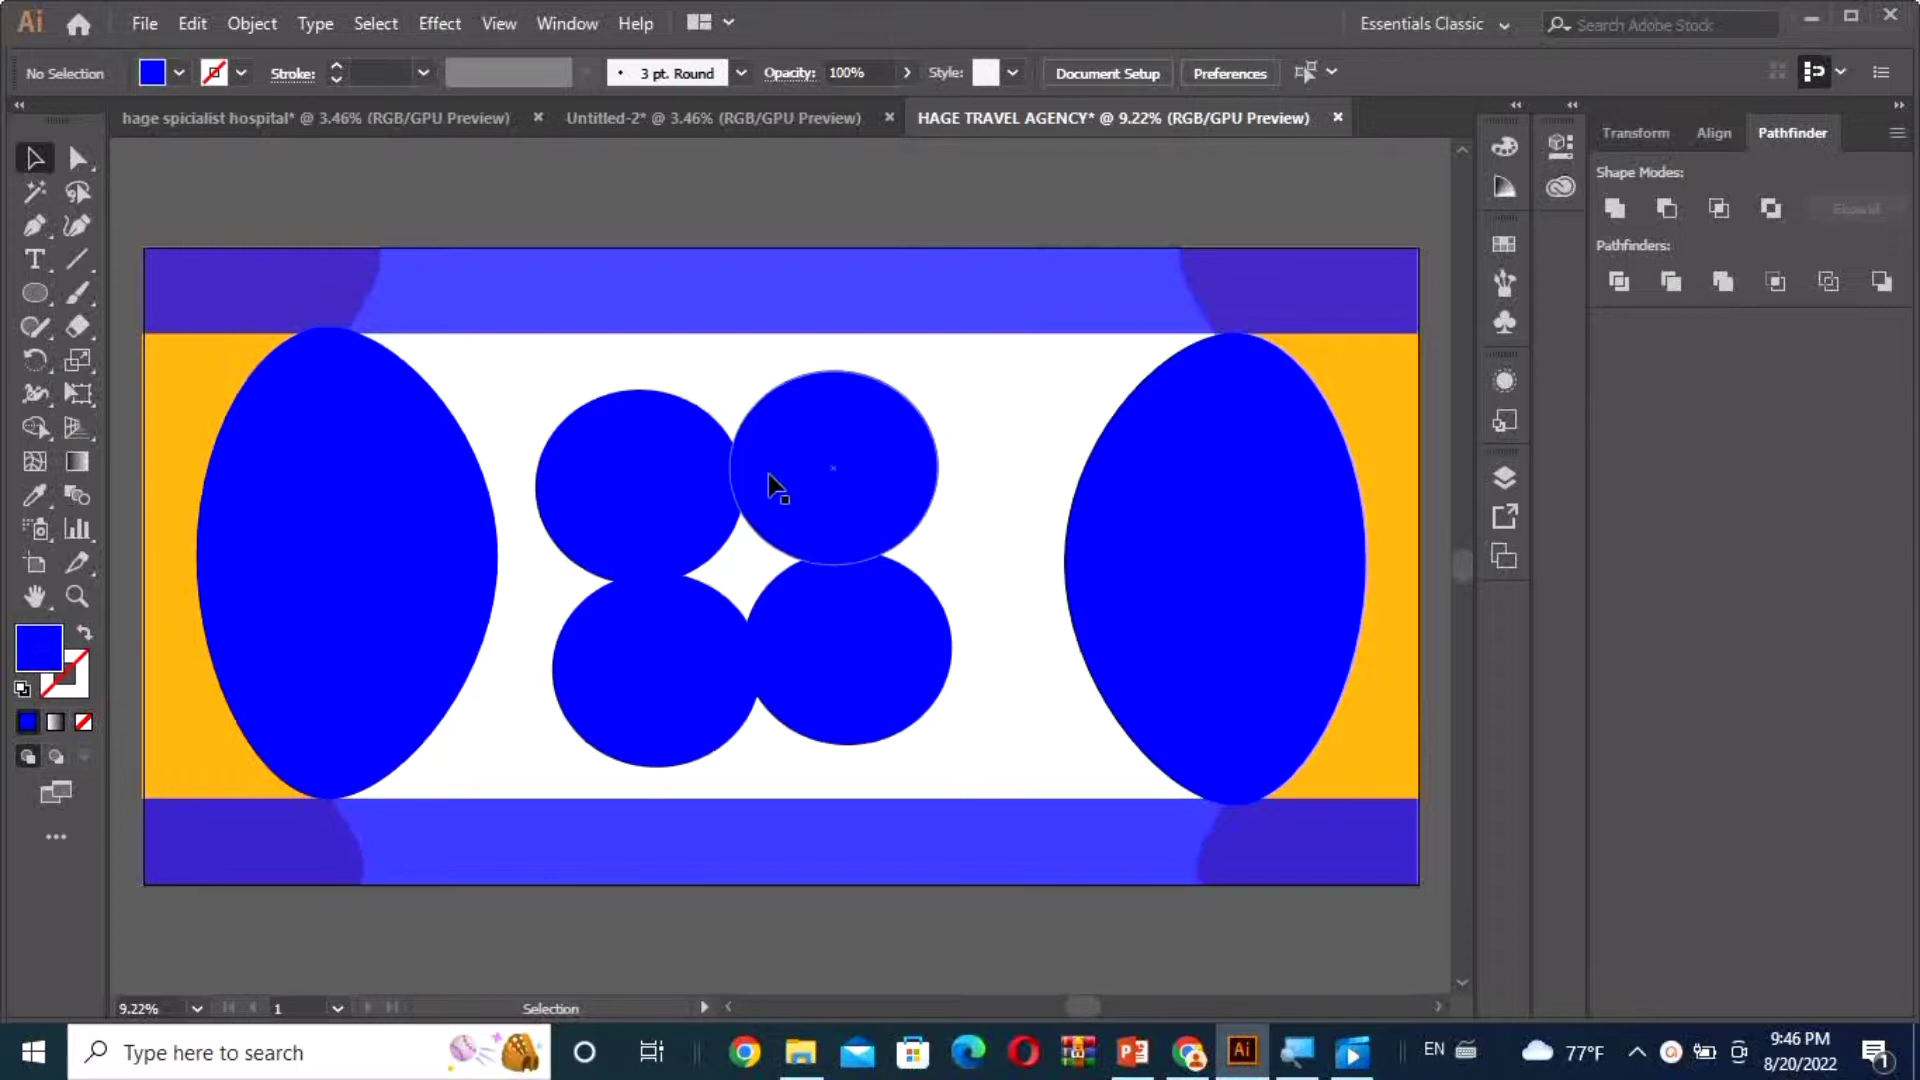 Ai File Edit Object Type Select Effect View Window Help Essentials Classic Search Adobe Stock
No Selection Stroke: 3 pt. Round Opacity: 100% Style: Document Setup Preferences
hage spicialist hospital* @ 3.46% (RGB/GPU Preview) × Untitled-2* @ 3.46% (RGB/GPU Preview) × HAGE TRAVEL AGENCY* @ 9.22% (RGB/GPU Preview) ×
Transform Align Pathfinder
Shape Modes:
Expand
Pathfinders:
9.22% 1 Selection
Type here to search
EN 77°F
9:46 PM
8/20/2022
1